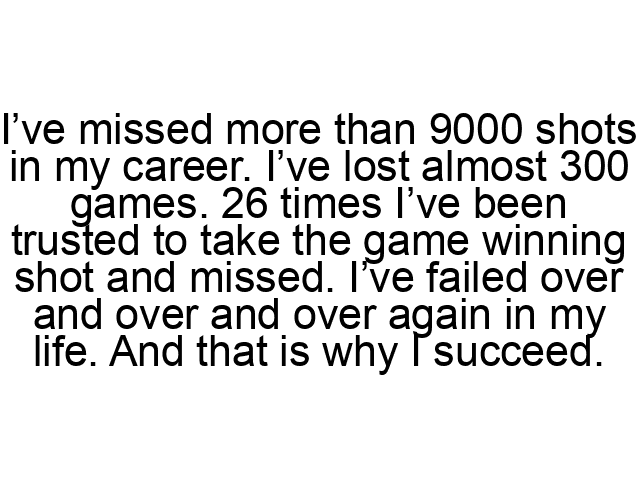 I’ve missed more than 9000 shots
in my career. I’ve lost almost 300
games. 26 times I’ve been
trusted to take the game winning
shot and missed. I’ve failed over
and over and over again in my
life. And that is why I succeed.